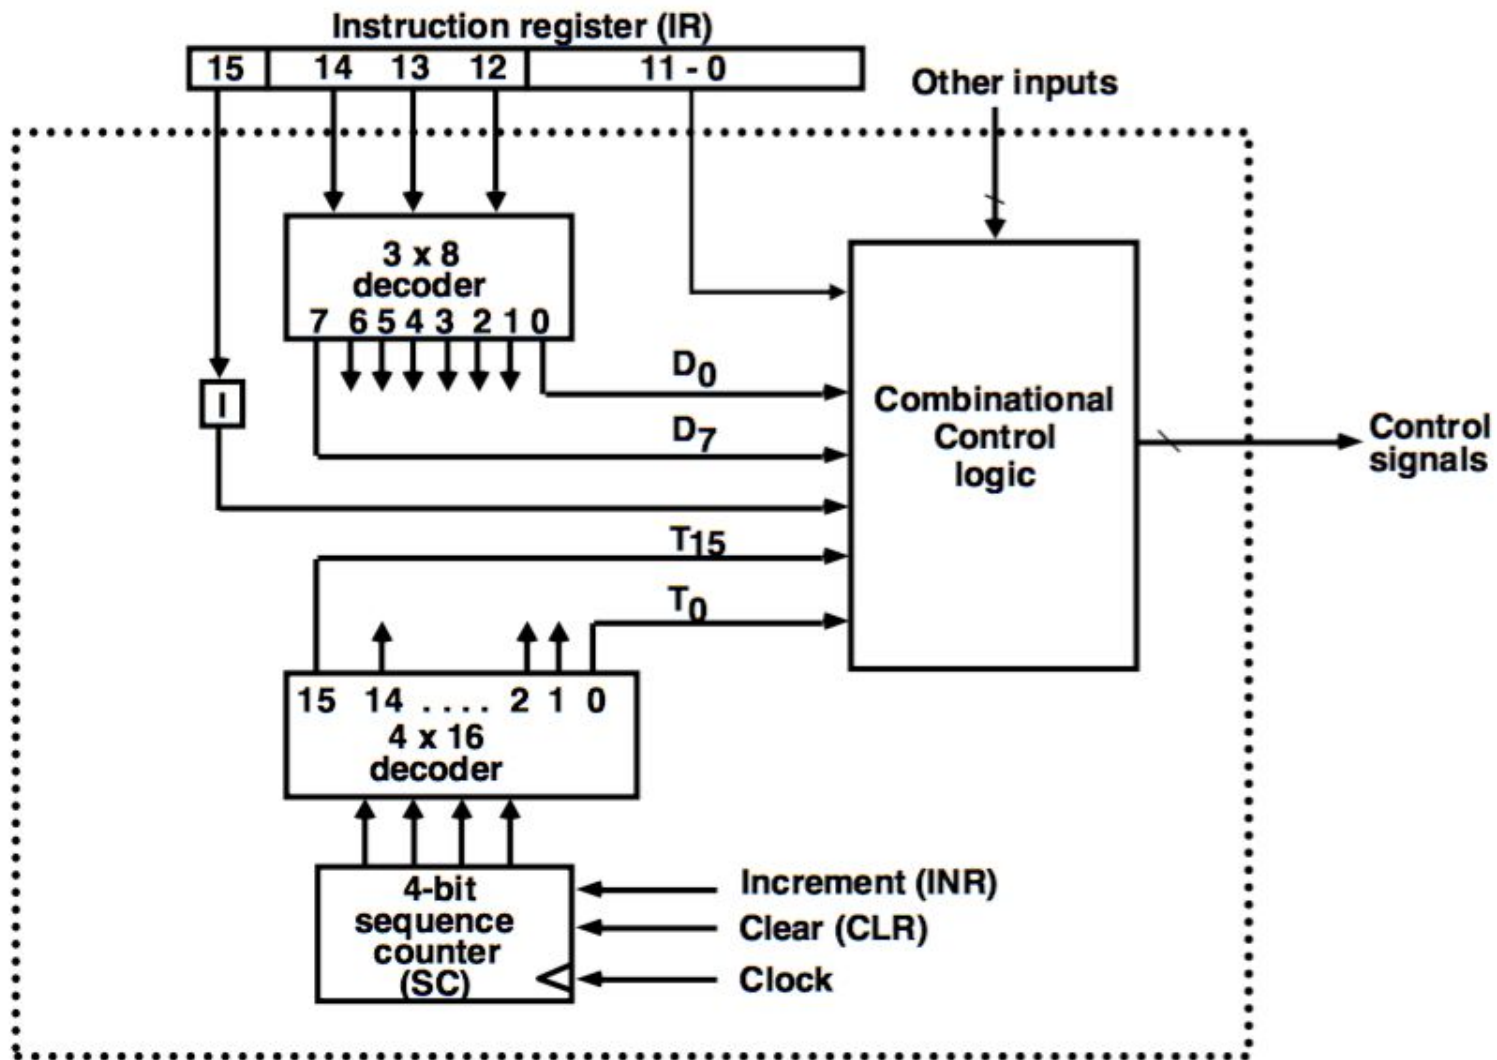 Instruction register (IR)
15 14 13 12 11 - 0
Other inputs
3 x 8
decoder
7 6 5 4 3 2 1 0
D0
I
Combinational
Control
logic
Control
signals
D7
T15
T0
15 14 . . . . 2 1 0
4 x 16
decoder
4-bit
sequence
counter
(SC)
Increment (INR)
Clear (CLR)
Clock